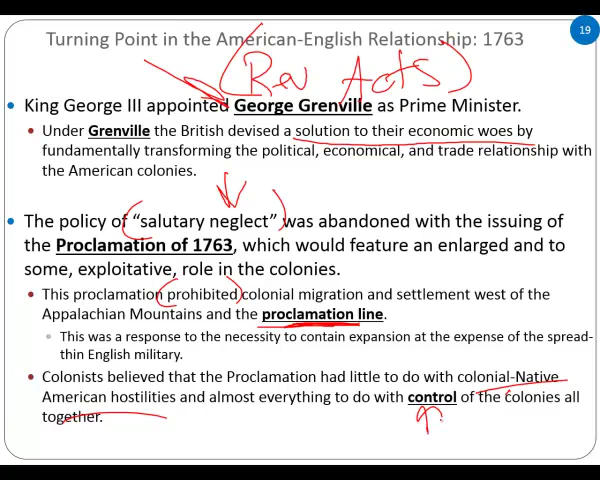 19
Turning Point in the American-English Relationship: 1763
(Rev Acts)
• King George III appointed George Grenville as Prime Minister.
• Under Grenville the British devised a solution to their economic woes by
fundamentally transforming the political, economical, and trade relationship with
the American colonies.
• The policy of “salutary neglect” was abandoned with the issuing of
the Proclamation of 1763, which would feature an enlarged and to
some, exploitative, role in the colonies.
• This proclamation prohibited colonial migration and settlement west of the
Appalachian Mountains and the proclamation line.
• This was a response to the necessity to contain expansion at the expense of the spread-
thin English military.
• Colonists believed that the Proclamation had little to do with colonial-Native
American hostilities and almost everything to do with control of the colonies all
together.